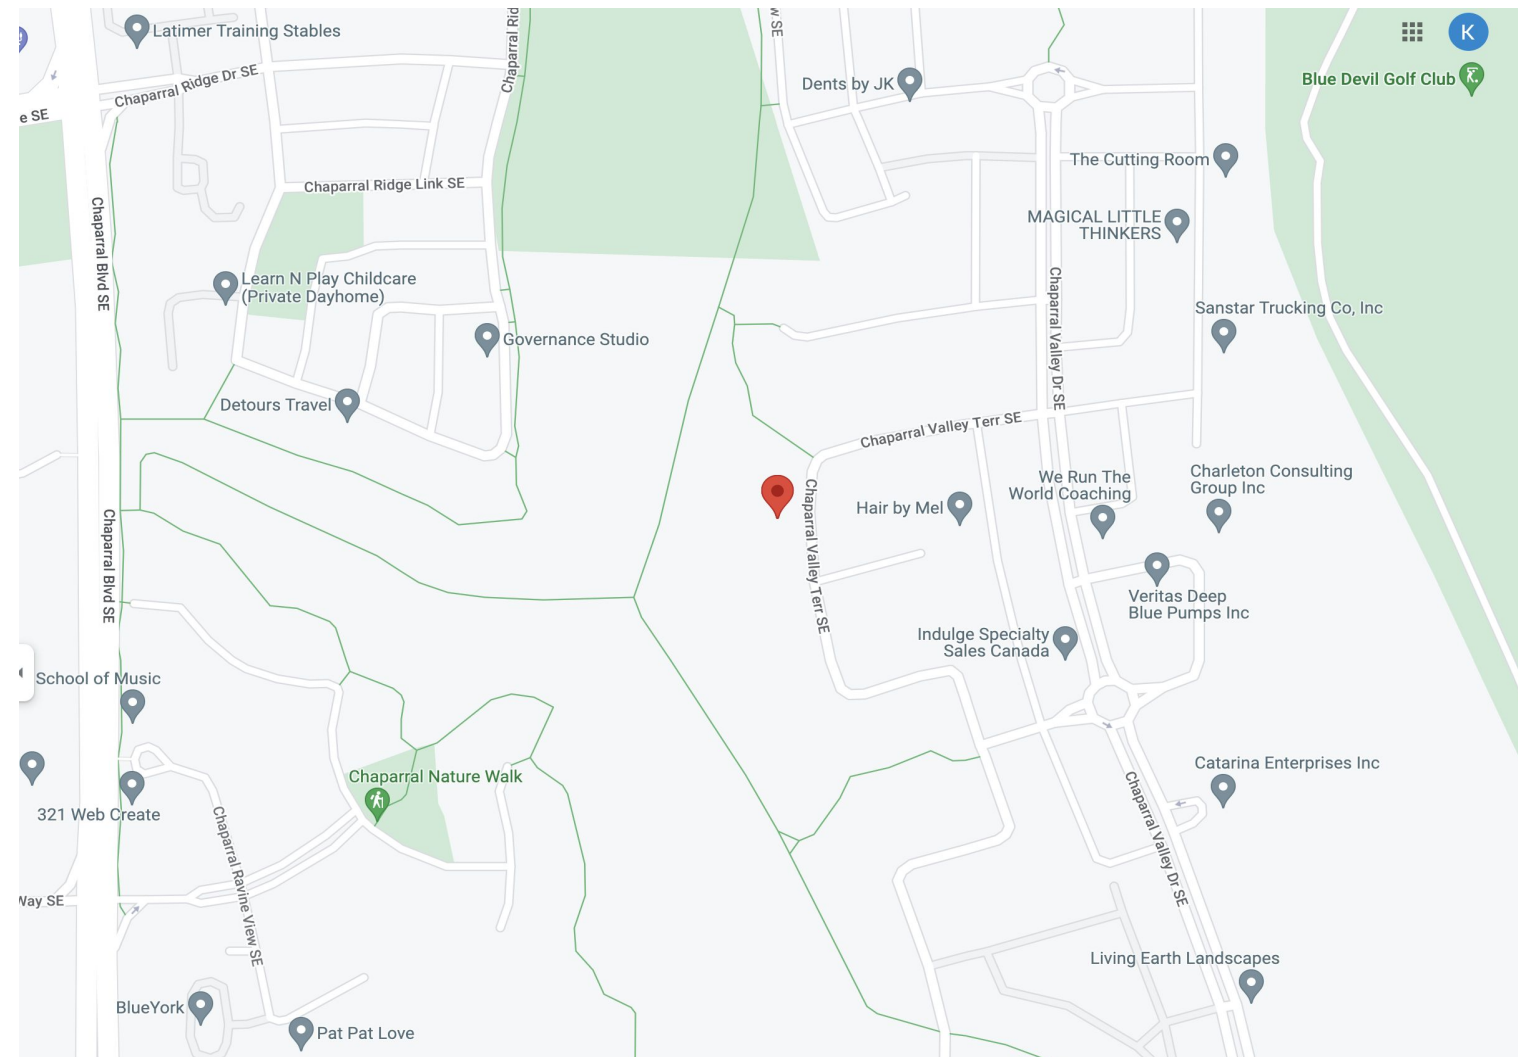 Latimer Training Stables
Chaparral Ridge Dr SE
e SE
Chaparral Rid
w SE
Dents by JK
K
Blue Devil Golf Club
The Cutting Room
Chaparral Ridge Link SE
Chaparral Blvd SE
MAGICAL LITTLE
THINKERS
Learn N Play Childcare
(Private Dayhome)
Chaparral Valley Dr SE
Sanstar Trucking Co, Inc
Governance Studio
Detours Travel
Chaparral Valley Terr SE
We Run The
World Coaching
Charleton Consulting
Group Inc
Hair by Mel
Chaparral Valley Terr SE
Chaparral Blvd SE
Veritas Deep
Blue Pumps Inc
Indulge Specialty
Sales Canada
School of Music
Catarina Enterprises Inc
Chaparral Nature Walk
321 Web Create
Chaparral Ravine View SE
Chaparral Valley Dr SE
Way SE
Living Earth Landscapes
BlueYork
Pat Pat Love